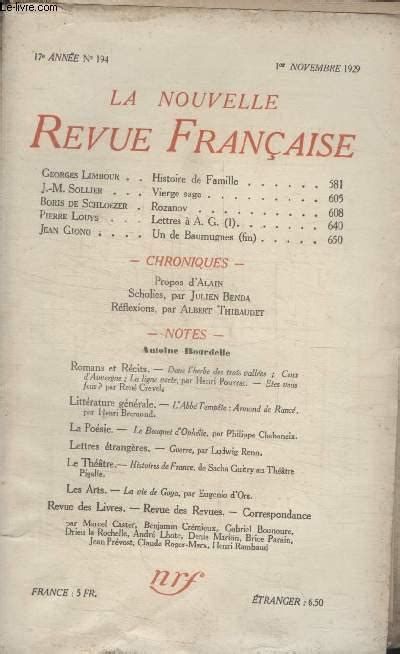 Le-livre.com
17e ANNÉE N° 194 1er NOVEMBRE 1929
LA NOUVELLE
REVUE FRANÇAISE
GEORGES LIMBOUR . . Histoire de Famille . . . . . . 581
J.-M. SOLLIER . . . Vierge sage . . . . . . . . 605
BORIS DE SCHLOEZER . Rozanov . . . . . . . . . 608
PIERRE LOUYS . . . Lettres à A. G. (I). . . . . . . 640
JEAN GIONO . . . . Un de Baumugnes (fin) . . . . . 650
— CHRONIQUES —
Propos d'ALAIN
Scholies, par JULIEN BENDA
Réflexions, par ALBERT THIBAUDET
— NOTES —
Antoine Bourdelle
Romans et Récits. — Dans l'herbe des trois vallées ; Ceux
d'Auvergne ; La ligne verte, par Henri Pourrat. — Etes vous
fous ? par René Crevel.
Littérature générale. — L'Abbé Tempête : Armand de Rancé,
par Henri Bremond.
La Poésie. — Le Bouquet d'Ophélie, par Philippe Chabaneix.
Lettres étrangères. — Guerre, par Ludwig Renn.
Le Théâtre. — Histoires de France, de Sacha Guitry au Théâtre
Pigalle.
Les Arts. — La vie de Goya, par Eugenio d'Ors.
Revue des Livres. — Revue des Revues. — Correspondance
par Marcel Caster, Benjamin Crémieux, Gabriel Bounoure,
Drieu la Rochelle, André Lhote, Denis Marion, Brice Parain,
Jean Prévost, Claude Roger-Marx, Henri Rambaud
nrf
FRANCE : 5 FR. ÉTRANGER : 6.50